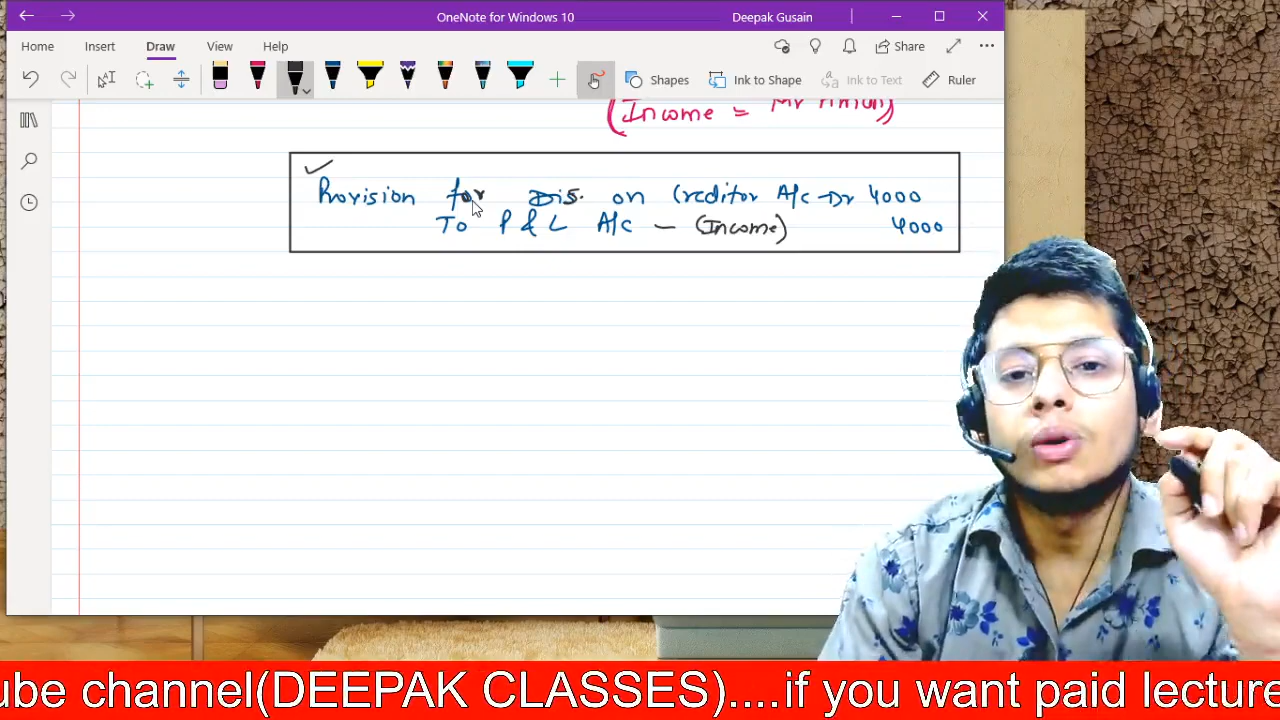 OneNote for Windows 10
Deepak Gusain
Home Insert Draw View Help
Share
Shapes
Ink to Shape
Ink to Text
Ruler
(Income =
Provision for Dis. on Creditor A/c Dr 4000
To P & L A/c — (Income) 4000
ube channel(DEEPAK CLASSES)....if you want paid lecture